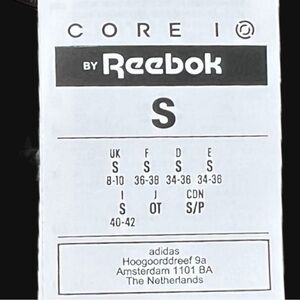 CORE 10
BY Reebok
S
UK F D E
S S S S
8-10 36-38 34-36 34-36
I J CDN
S OT S/P
40-42
adidas
Hoogoorddreef 9a
Amsterdam 1101 BA
The Netherlands